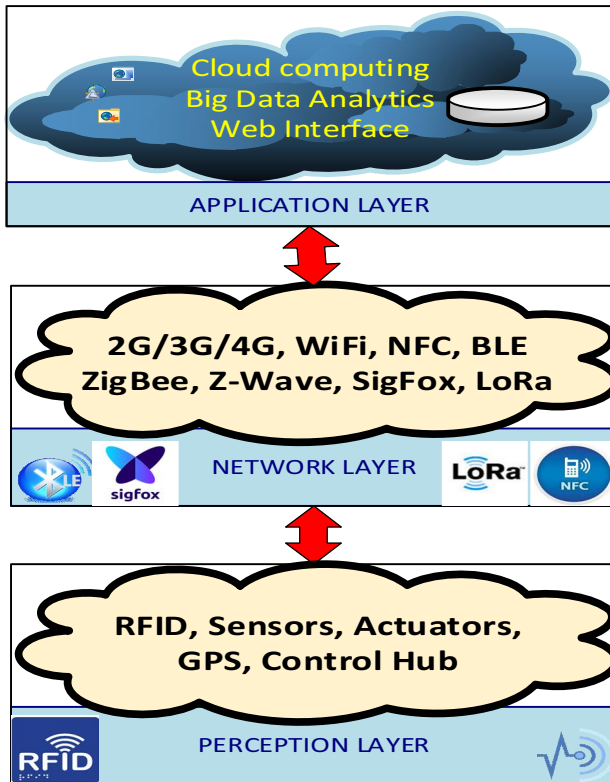 Cloud computing
Big Data Analytics
Web Interface
APPLICATION LAYER
2G/3G/4G, WiFi, NFC, BLE
ZigBee, Z-Wave, SigFox, LoRa
LE
sigfox
NETWORK LAYER
LoRa™
NFC
RFID, Sensors, Actuators,
GPS, Control Hub
RFID
PERCEPTION LAYER